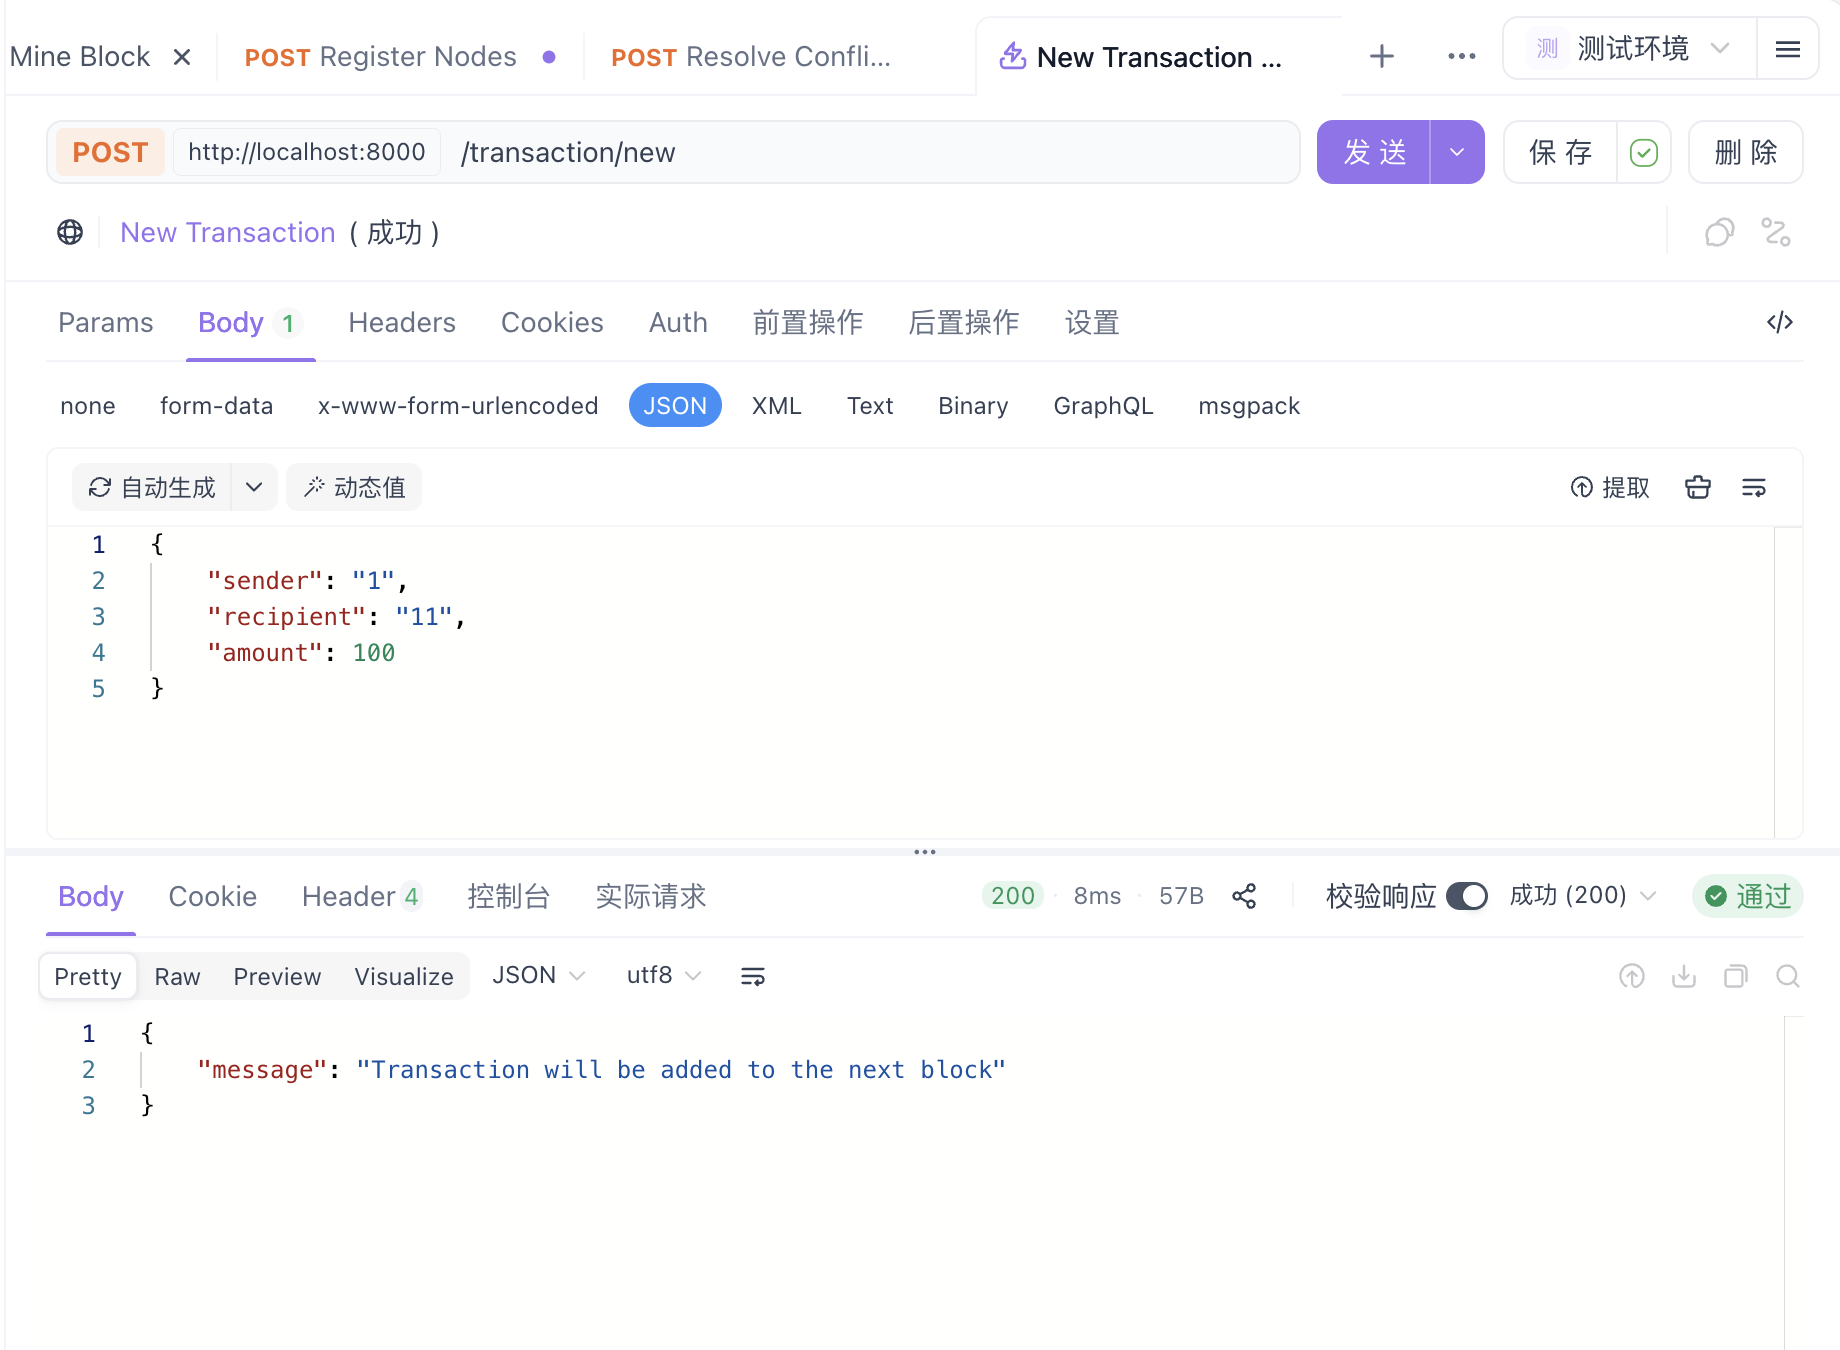 Mine Block
POST Register Nodes
POST Resolve Confli...
New Transaction ...
测 测试环境
POST http://localhost:8000 /transaction/new
发 送
保 存
删 除
New Transaction ( 成功 )
Params Body 1 Headers Cookies Auth 前置操作 后置操作 设置
none form-data x-www-form-urlencoded JSON XML Text Binary GraphQL msgpack
自动生成 动态值 提取
1 {
2 "sender": "1",
3 "recipient": "11",
4 "amount": 100
5 }
Body Cookie Header 4 控制台 实际请求 200 · 8ms · 57B 校验响应 成功 (200) 通过
Pretty Raw Preview Visualize JSON utf8
1 {
2 "message": "Transaction will be added to the next block"
3 }